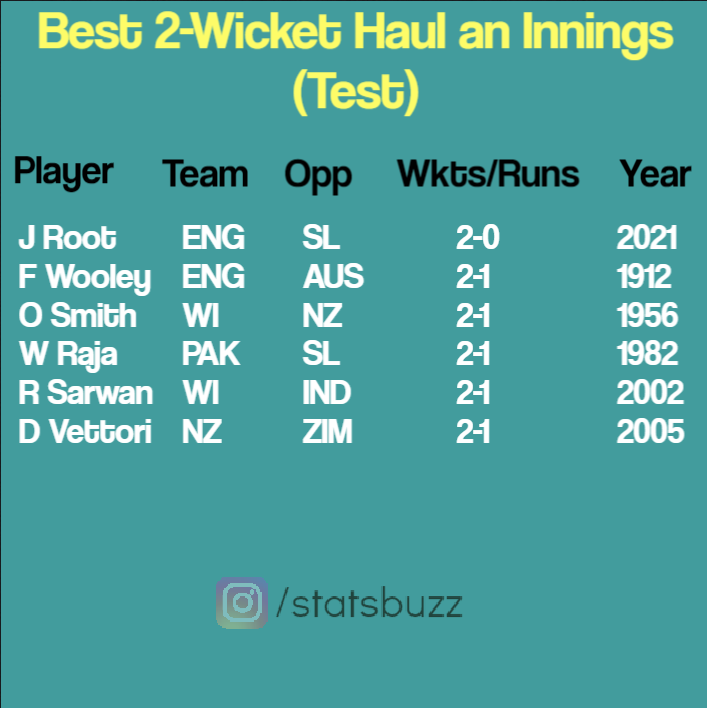 Best 2-Wicket Haul an Innings
(Test)
Player Team Opp Wkts/Runs Year
J Root ENG SL 2-0 2021
F Wooley ENG AUS 2-1 1912
O Smith WI NZ 2-1 1956
W Raja PAK SL 2-1 1982
R Sarwan WI IND 2-1 2002
D Vettori NZ ZIM 2-1 2005
/statsbuzz